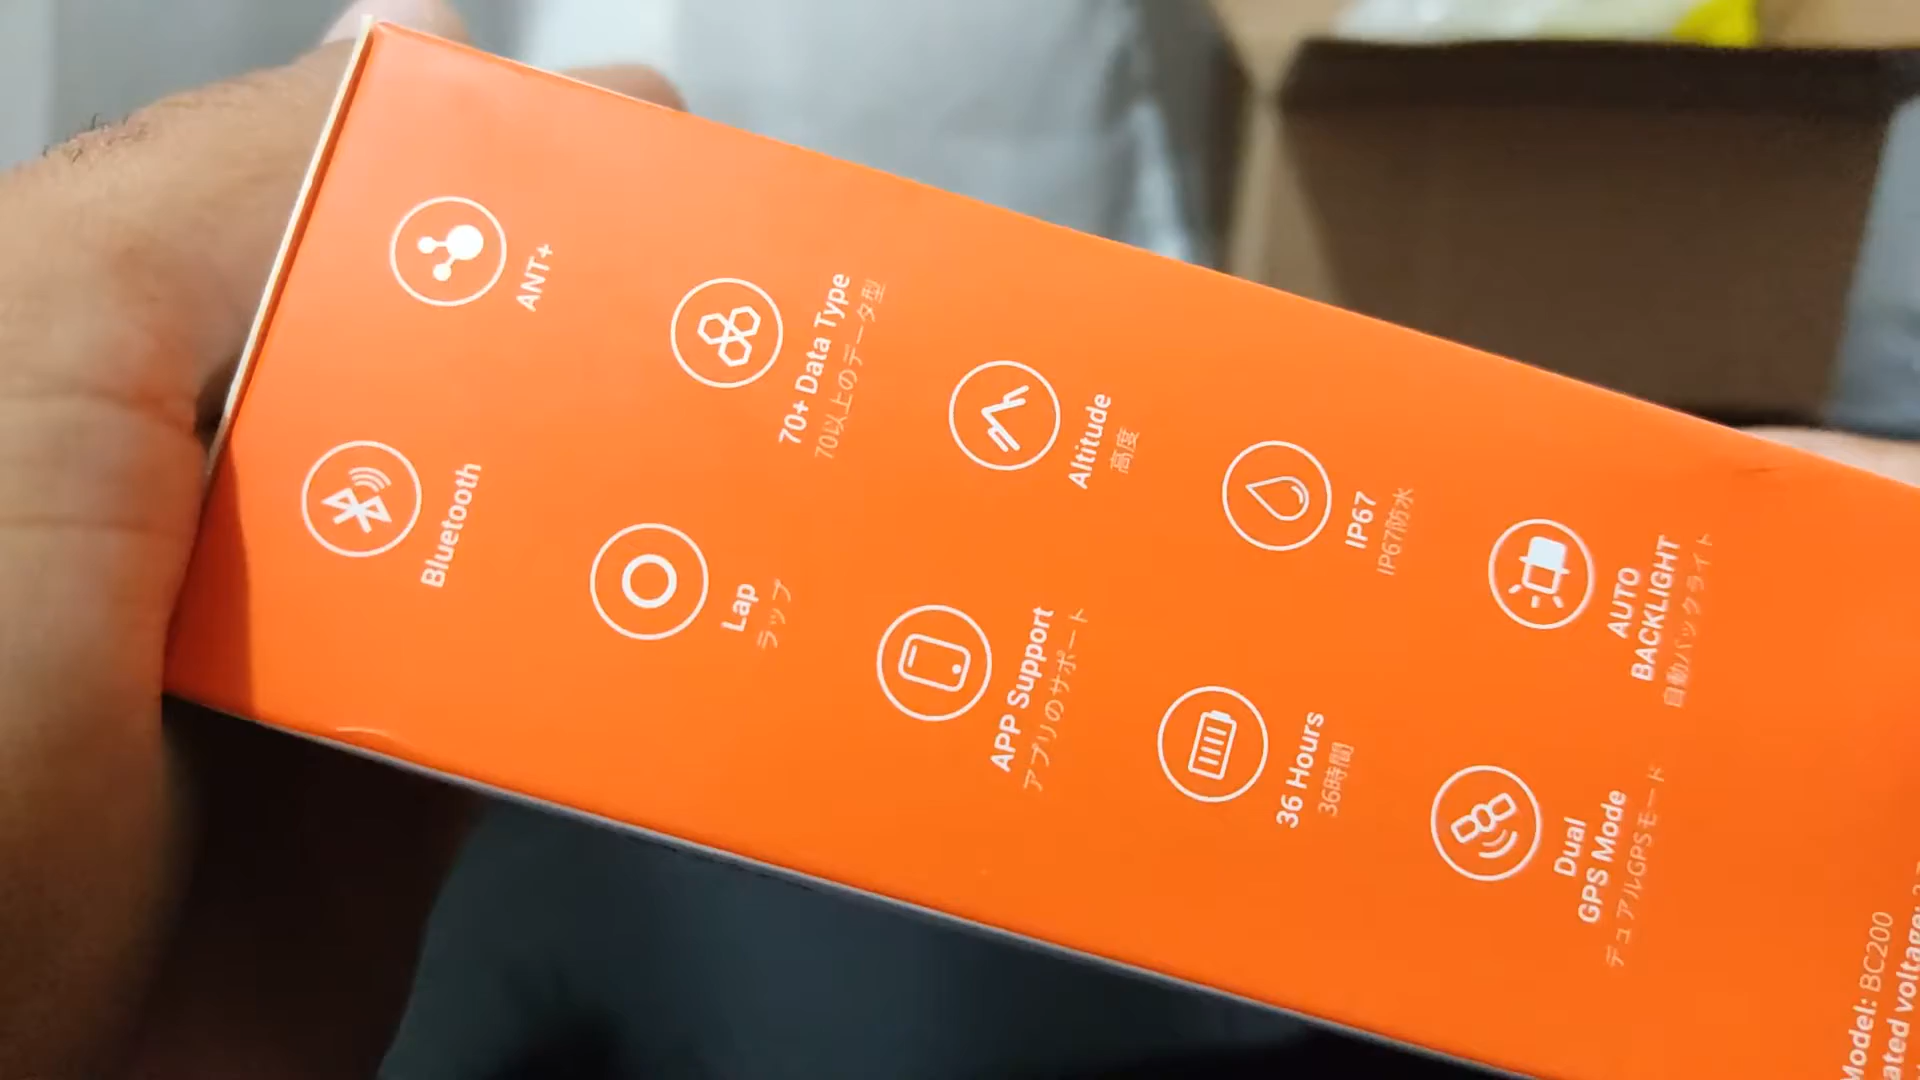 ANT+
Bluetooth
70+ Data Type
70以上のデータ型
Lap
ラップ
Altitude
高度
APP Support
アプリのサポート
IP67
IP67防水
36 Hours
36時間
AUTO
BACKLIGHT
自動バックライト
Dual
GPS Mode
デュアルGPSモード
Model: BC200
voltage: